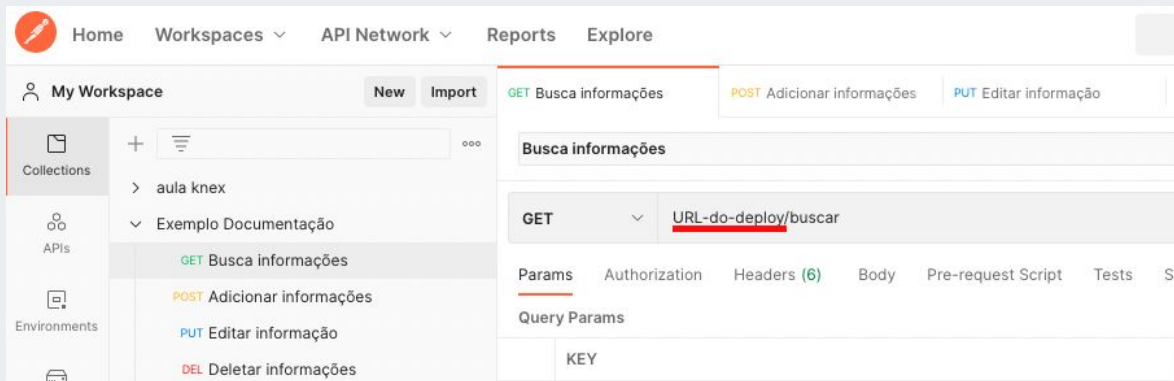 Home Workspaces API Network Reports Explore
My Workspace New Import
GET Busca informações POST Adicionar informações PUT Editar informação
Collections
Busca informações
aula knex
Exemplo Documentação
GET URL-do-deploy/buscar
APIs
GET Busca informações
Params Authorization Headers (6) Body Pre-request Script Tests S
POST Adicionar informações
Query Params
Environments
PUT Editar informação
KEY
DEL Deletar informações